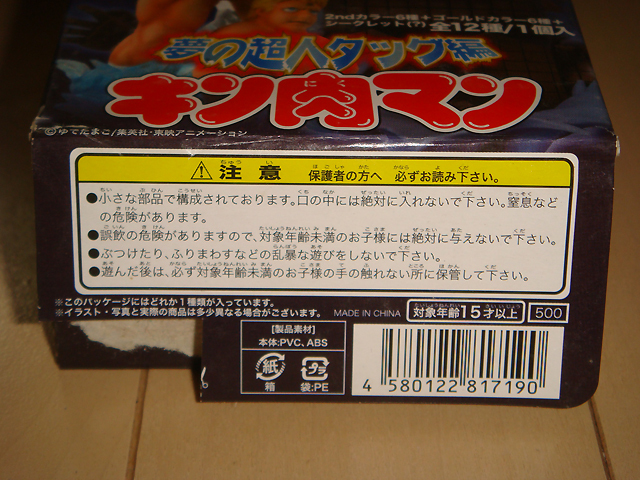 2ndカラー6種+ゴールドカラー6種+
シークレット(?) 全12種/1個入
夢の超人タッグ編
キン肉マン
©ゆでたまご/集英社・東映アニメーション
注意 保護者の方へ 必ずお読み下さい。
●小さな部品で構成されております。口の中には絶対に入れないで下さい。窒息など
の危険があります。
●誤飲の危険がありますので、対象年齢未満のお子様には絶対に与えないで下さい。
●ぶつけたり、ふりまわすなどの乱暴な遊びをしないで下さい。
●遊んだ後は、必ず対象年齢未満のお子様の手の触れない所に保管して下さい。
※このパッケージにはどれか1種類が入っています。
※イラスト・写真と実際の商品は多少異なる場合がございます。
MADE IN CHINA 対象年齢15才以上 500
[製品素材]
本体:PVC, ABS
紙 プラ
箱 袋:PE
4 580122 817190